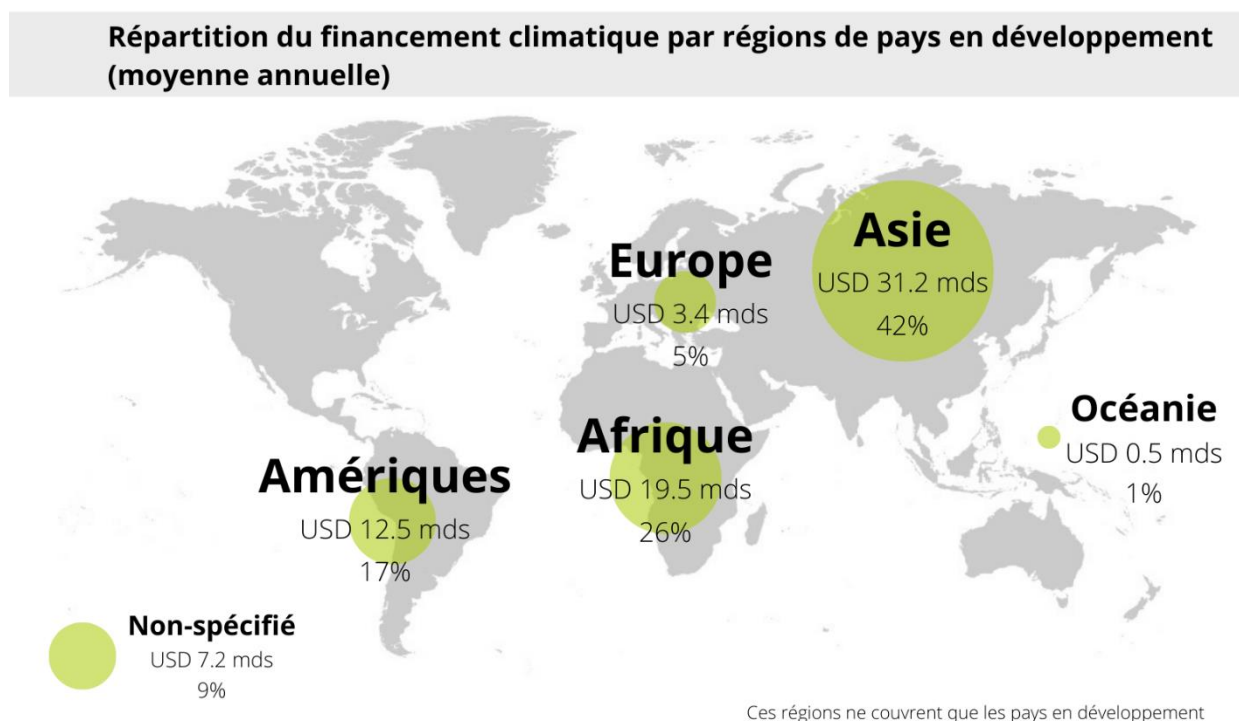 Répartition du financement climatique par régions de pays en développement
(moyenne annuelle)
Asie
USD 31.2 mds
42%
Europe
USD 3.4 mds
5%
Océanie
USD 0.5 mds
1%
Afrique
USD 19.5 mds
26%
Amériques
USD 12.5 mds
17%
Non-spécifié
USD 7.2 mds
9%
Ces régions ne couvrent que les pays en développement